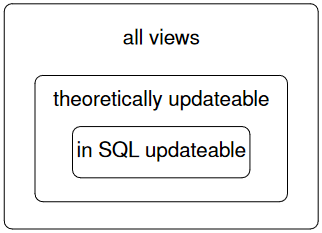 all views
theoretically updateable
in SQL updateable